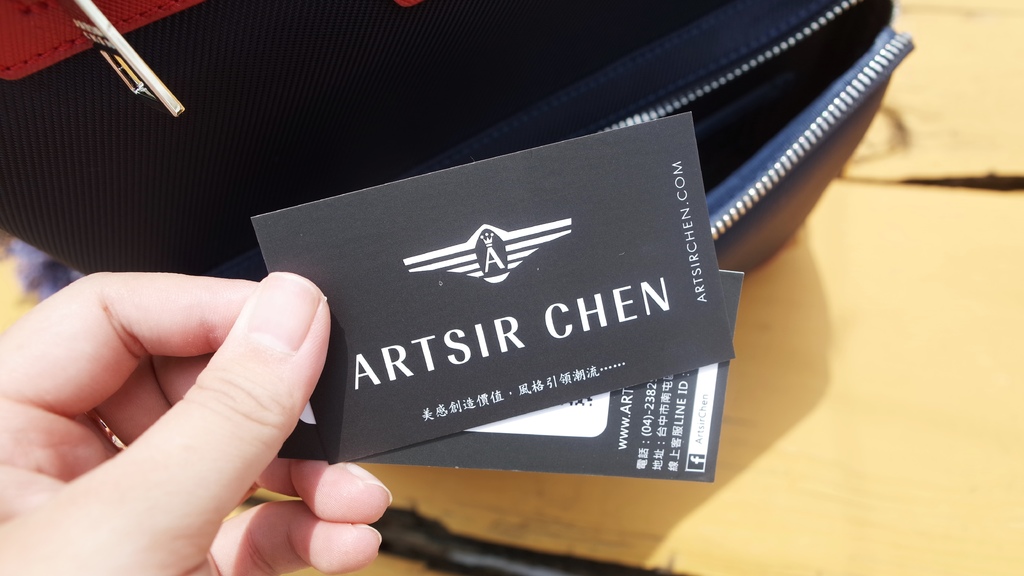 A
ARTSIR CHEN
美感創造價值．風格引領潮流……
ARTSIRCHEN.COM
www.ART
電話：(04)-2382
地址：台中市南屯
線上客服LINE ID
f ArtsirChen